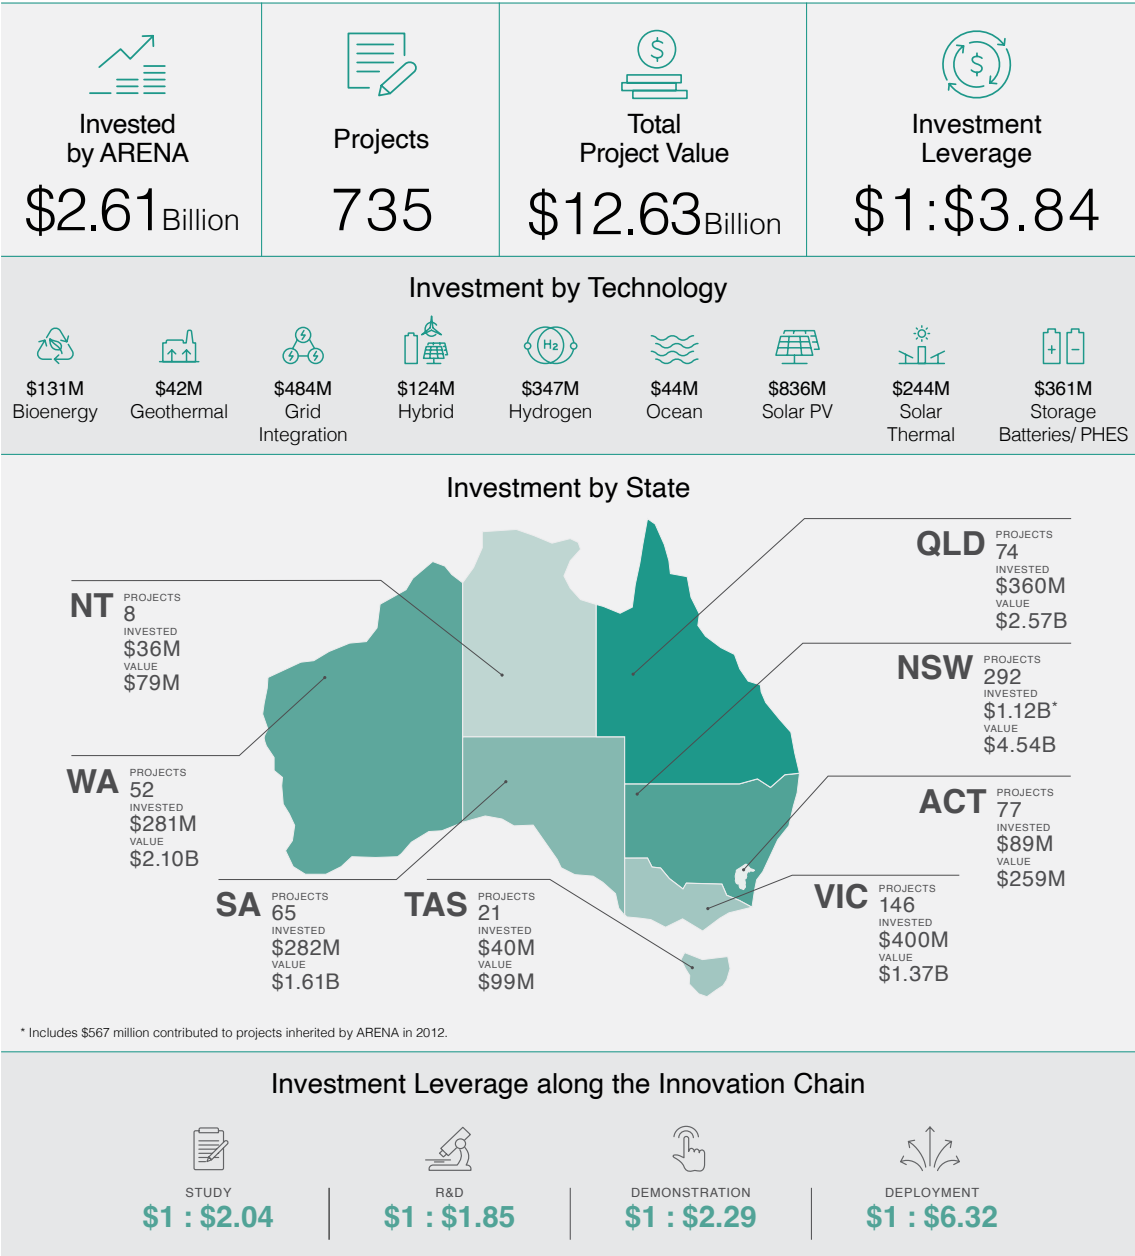 Invested
by ARENA
$2.61 Billion
Projects
735
Total
Project Value
$12.63 Billion
Investment
Leverage
$1:$3.84
Investment by Technology
$131M
Bioenergy
$42M
Geothermal
$484M
Grid
Integration
$124M
Hybrid
H2
$347M
Hydrogen
$44M
Ocean
$836M
Solar PV
$244M
Solar
Thermal
$361M
Storage
Batteries/ PHES
Investment by State
NT
PROJECTS
8
INVESTED
$36M
VALUE
$79M
WA
PROJECTS
52
INVESTED
$281M
VALUE
$2.10B
SA
PROJECTS
65
INVESTED
$282M
VALUE
$1.61B
TAS
PROJECTS
21
INVESTED
$40M
VALUE
$99M
QLD
PROJECTS
74
INVESTED
$360M
VALUE
$2.57B
NSW
PROJECTS
292
INVESTED
$1.12B*
VALUE
$4.54B
ACT
PROJECTS
77
INVESTED
$89M
VALUE
$259M
VIC
PROJECTS
146
INVESTED
$400M
VALUE
$1.37B
* Includes $567 million contributed to projects inherited by ARENA in 2012.
Investment Leverage along the Innovation Chain
STUDY
$1 : $2.04
R&D
$1 : $1.85
DEMONSTRATION
$1 : $2.29
DEPLOYMENT
$1 : $6.32